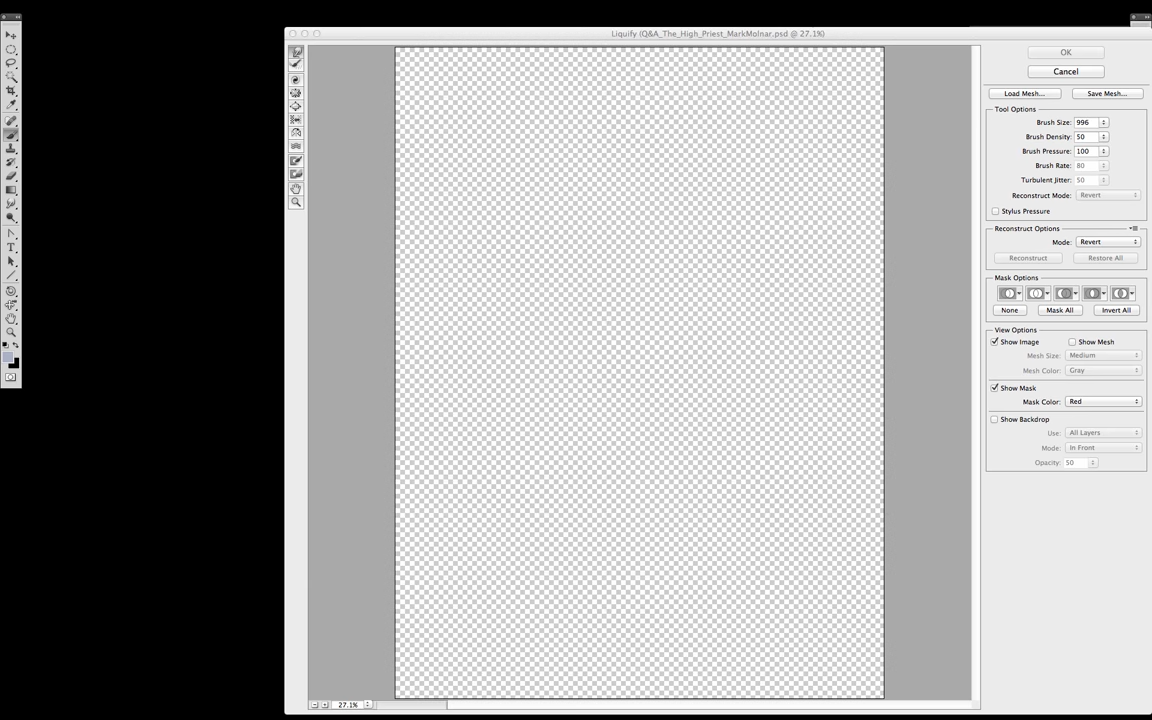 Liquify (Q&A_The_High_Priest_MarkMolnar.psd @ 27.1%)
OK
Cancel
Load Mesh... Save Mesh...
Tool Options
Brush Size: 996
Brush Density: 50
Brush Pressure: 100
Brush Rate: 80
Turbulent Jitter: 50
Reconstruct Mode: Revert
Stylus Pressure
Reconstruct Options
Mode: Revert
Reconstruct Restore All
Mask Options
None Mask All Invert All
View Options
Show Image Show Mesh
Mesh Size: Medium
Mesh Color: Gray
Show Mask
Mask Color: Red
Show Backdrop
Use: All Layers
Mode: In Front
Opacity: 50
27.1%